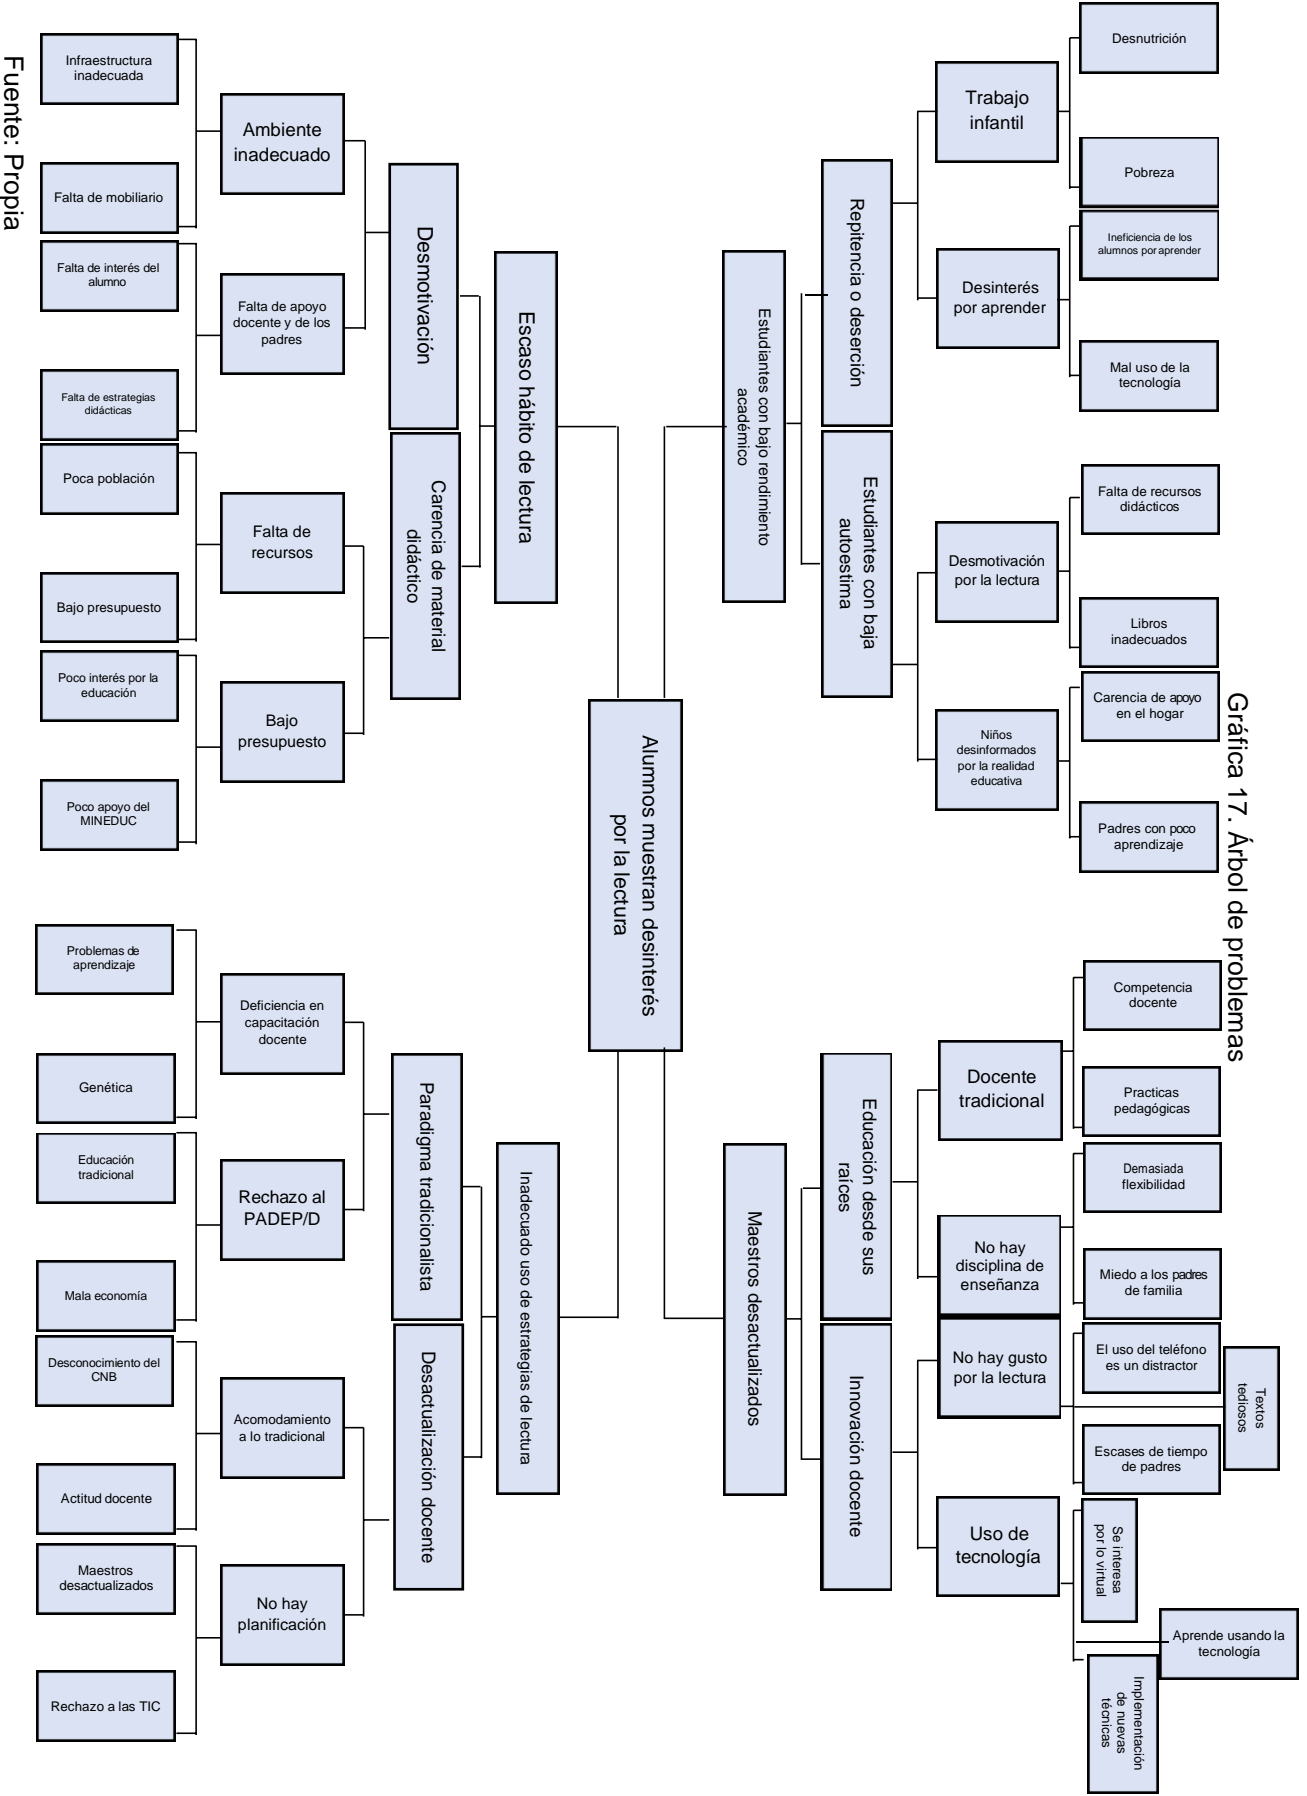 Gráfica 17. Árbol de problemas
Desnutrición
Pobreza
Ineficiencia de los
alumnos por aprender
Mal uso de la
tecnología
Falta de recursos
didácticos
Libros
inadecuados
Carencia de apoyo
en el hogar
Padres con poco
aprendizaje
Competencia
docente
Practicas
pedagógicas
Demasiada
flexibilidad
Miedo a los padres
de familia
El uso del teléfono
es un distractor
Textos
tediosos
Escases de tiempo
de padres
Se interesa
por lo virtual
Aprende usando la
tecnología
Implementación
de nuevas
técnicas
Trabajo
infantil
Desinterés
por aprender
Desmotivación
por la lectura
Niños
desinformados
por la realidad
educativa
Docente
tradicional
No hay
disciplina de
enseñanza
No hay gusto
por la lectura
Uso de
tecnología
Repitencia o deserción
Estudiantes con baja
autoestima
Educación desde sus
raíces
Innovación docente
Estudiantes con bajo rendimiento
académico
Maestros desactualizados
Alumnos muestran desinterés
por la lectura
Escaso hábito de lectura
Inadecuado uso de estrategias de lectura
Desmotivación
Carencia de material
didáctico
Paradigma tradicionalista
Desactualización docente
Ambiente
inadecuado
Falta de apoyo
docente y de los
padres
Falta de
recursos
Bajo
presupuesto
Deficiencia en
capacitación
docente
Rechazo al
PADEP/D
Acomodamiento
a lo tradicional
No hay
planificación
Infraestructura
inadecuada
Falta de mobiliario
Falta de interés del
alumno
Falta de estrategias
didácticas
Poca población
Bajo presupuesto
Poco interés por la
educación
Poco apoyo del
MINEDUC
Problemas de
aprendizaje
Genética
Educación
tradicional
Mala economía
Desconocimiento del
CNB
Actitud docente
Maestros
desactualizados
Rechazo a las TIC
Fuente: Propia